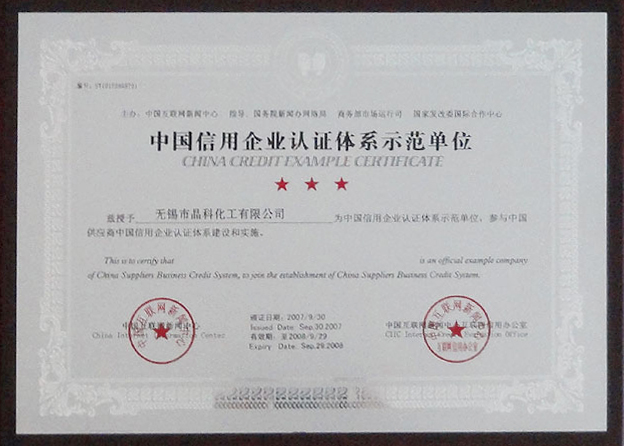 主办：中国互联网新闻中心 指导：国务院新闻办网络局 商务部市场运行司 国家发改委国际合作中心
中国信用企业认证体系示范单位
CHINA CREDIT EXAMPLE CERTIFICATE
兹授予 无锡市晶科化工有限公司 为中国信用企业认证体系示范单位，参与中国
供应商中国信用企业认证体系建设和实施。
This is to certify that is an official example company
of China Suppliers Business Credit System, to join the establishment of China Suppliers Business Credit System.
中国互联网新闻中心
China Internet Information Center
颁证日期：2007/9/30
Issued Date: Sep.30.2007
有效期：至2008/9/29
Expiry Date: Sep.29.2008
中国互联网新闻中心互联网信用办公室